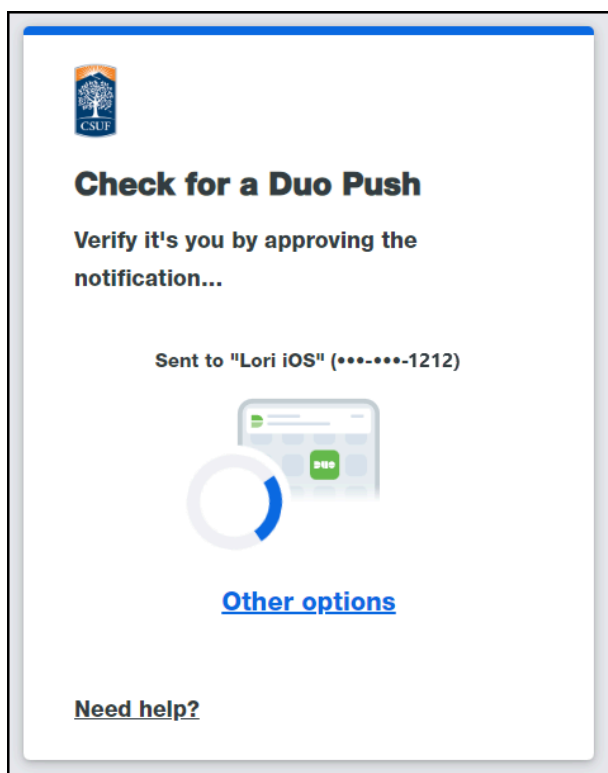 CSUF
Check for a Duo Push
Verify it's you by approving the
notification...
Sent to "Lori iOS" (•••-•••-1212)
DUO
Other options
Need help?